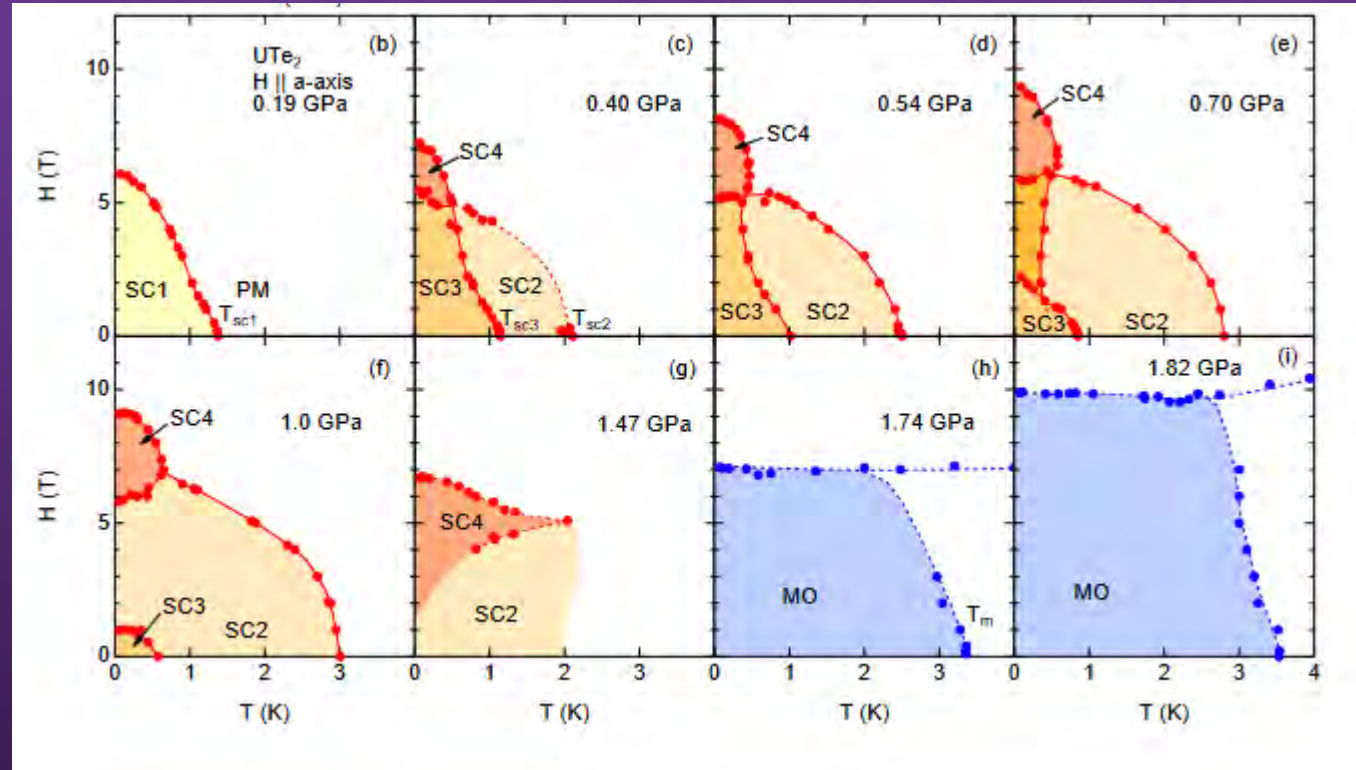 (b)
UTe2
H || a-axis
0.19 GPa
SC1
PM
Tsc1
(c)
0.40 GPa
SC4
SC3
SC2
Tsc3
Tsc2
(d)
0.54 GPa
SC4
SC3
SC2
(e)
0.70 GPa
SC4
SC3
SC2
H (T)
10
5
0
(f)
1.0 GPa
SC4
SC3
SC2
(g)
1.47 GPa
SC4
SC2
(h)
1.74 GPa
MO
Tm
(i)
1.82 GPa
MO
H (T)
10
5
0
0 1 2 3 0 1 2 3 0 1 2 3 0 1 2 3 4
T (K) T (K) T (K) T (K)